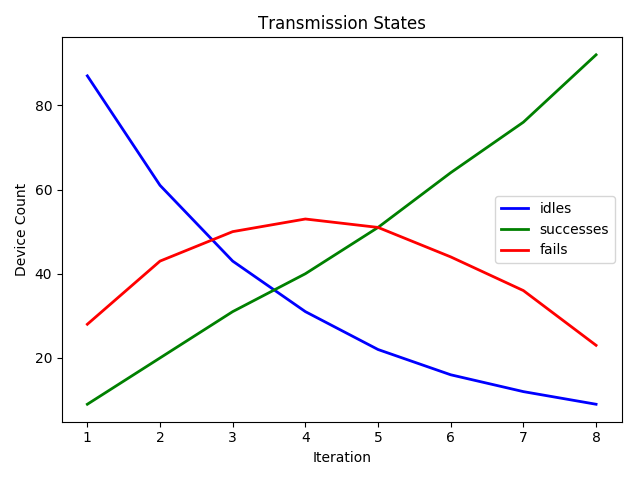 Transmission States
Device Count
80
60
40
20
idles
successes
fails
1 2 3 4 5 6 7 8
Iteration